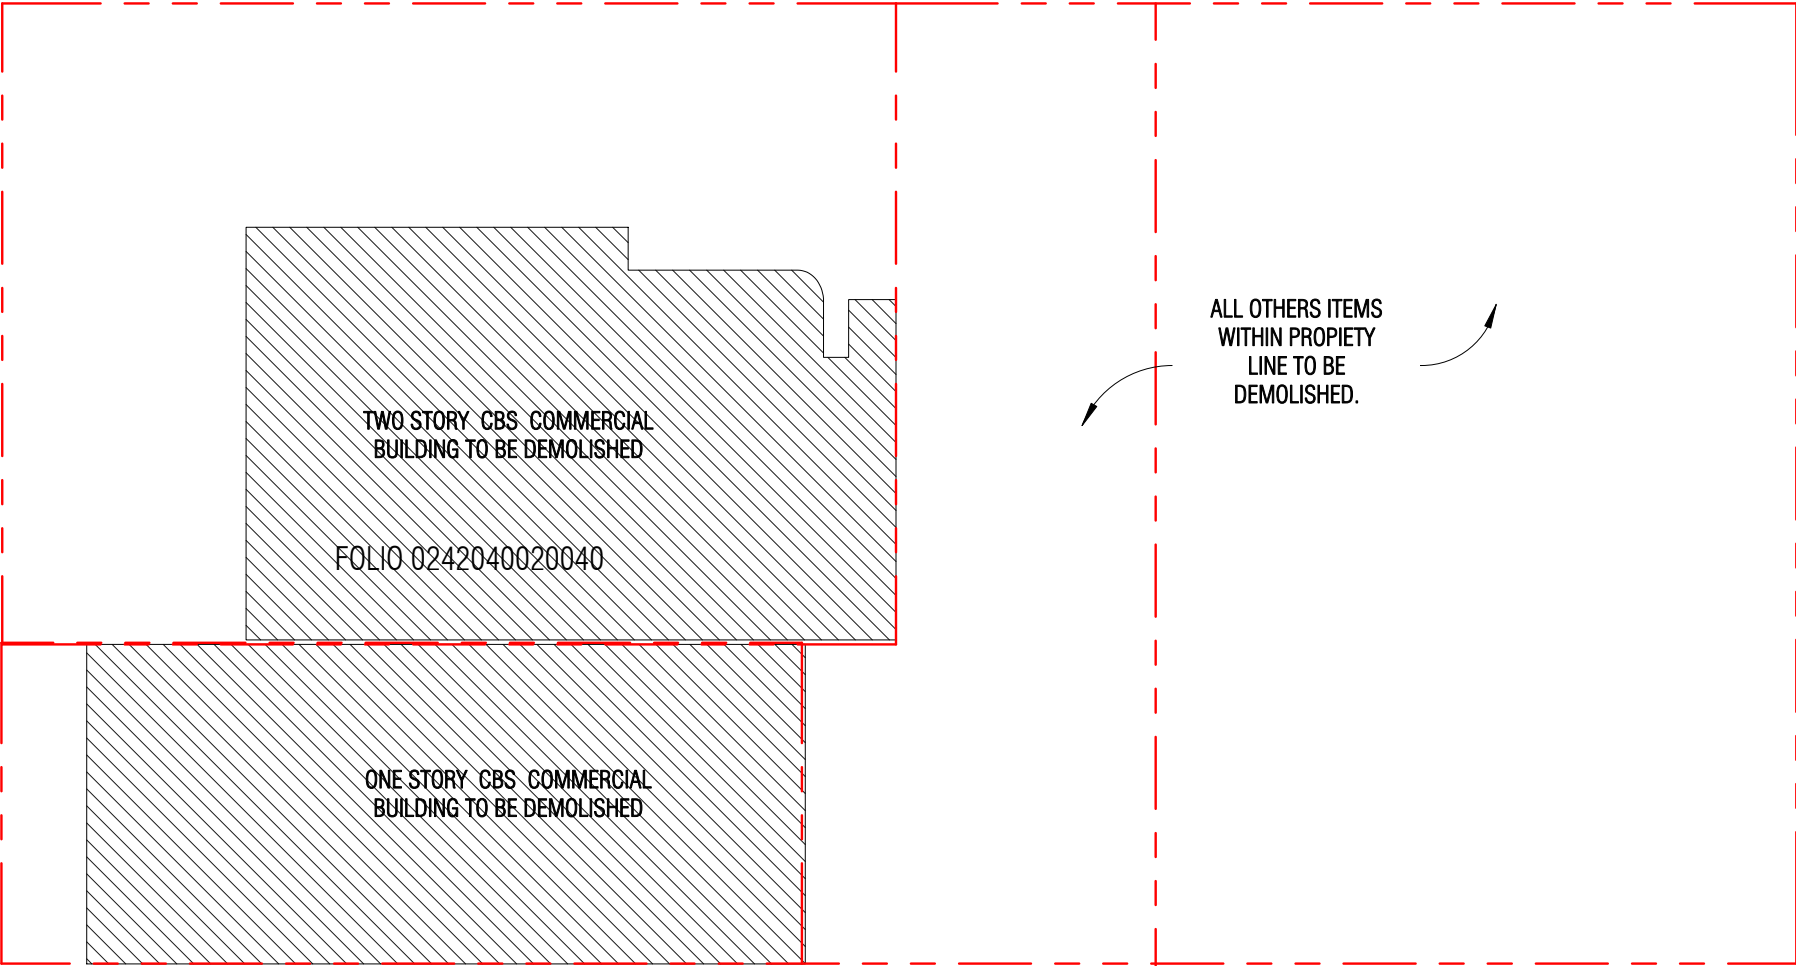 ALL OTHERS ITEMS
WITHIN PROPIETY
LINE TO BE
DEMOLISHED.
TWO STORY CBS COMMERCIAL
BUILDING TO BE DEMOLISHED
FOLIO 0242040020040
ONE STORY CBS COMMERCIAL
BUILDING TO BE DEMOLISHED